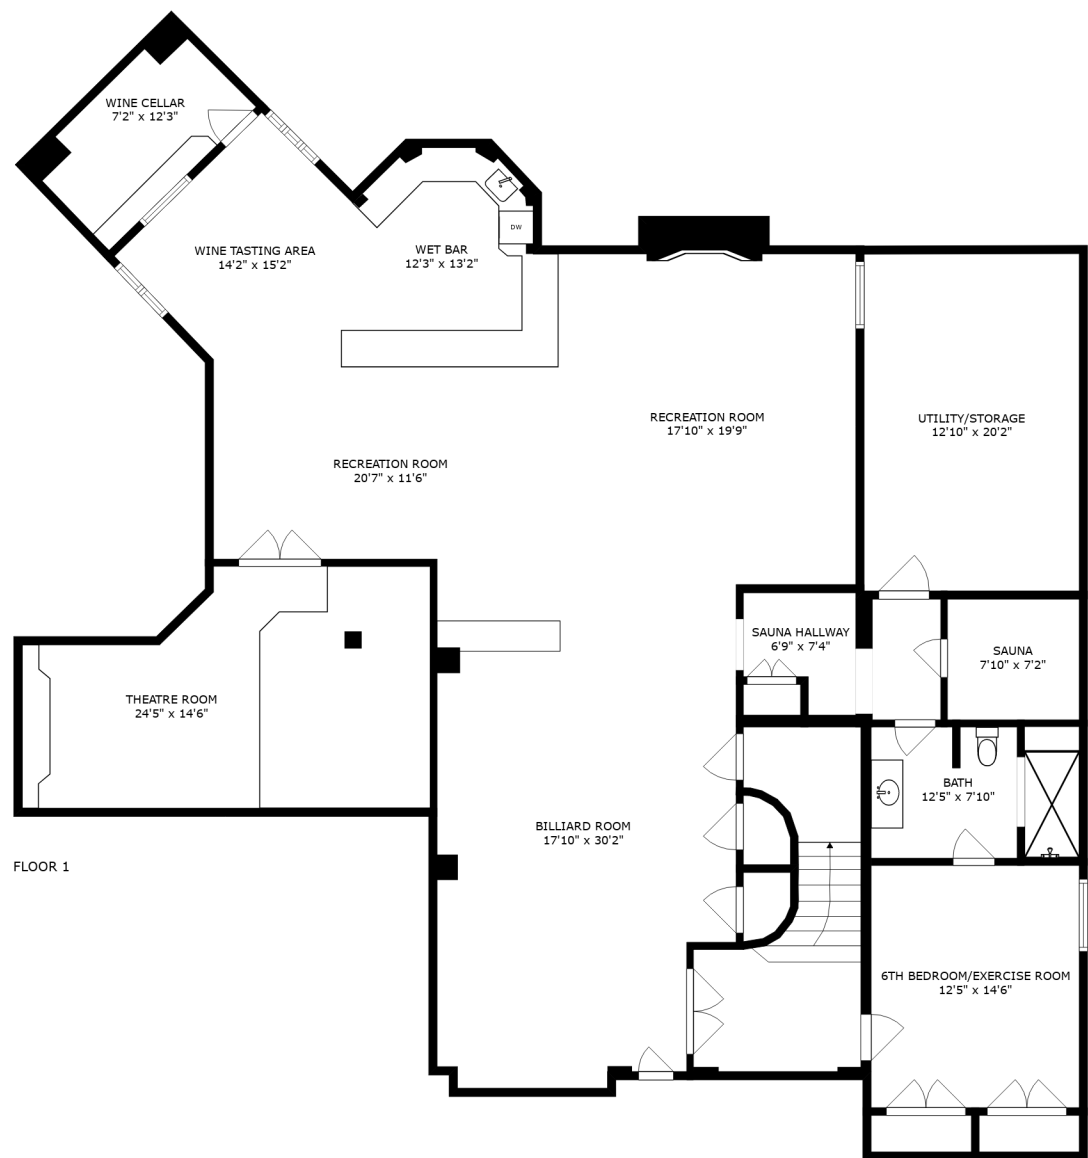 WINE CELLAR
7'2" x 12'3"
WINE TASTING AREA
14'2" x 15'2"
WET BAR
12'3" x 13'2"
DW
RECREATION ROOM
17'10" x 19'9"
UTILITY/STORAGE
12'10" x 20'2"
RECREATION ROOM
20'7" x 11'6"
SAUNA HALLWAY
6'9" x 7'4"
SAUNA
7'10" x 7'2"
THEATRE ROOM
24'5" x 14'6"
BATH
12'5" x 7'10"
BILLIARD ROOM
17'10" x 30'2"
FLOOR 1
6TH BEDROOM/EXERCISE ROOM
12'5" x 14'6"